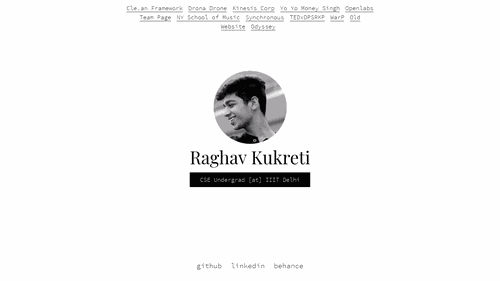 Cle.an Framework Drona Drone Kinesis Corp Yo Yo Money Singh Openlabs
Team Page NY School of Music Synchronous TEDxDPSRKP WarP Old
Website Odyssey
Raghav Kukreti
CSE Undergrad [at] IIIT Delhi
github linkedin behance